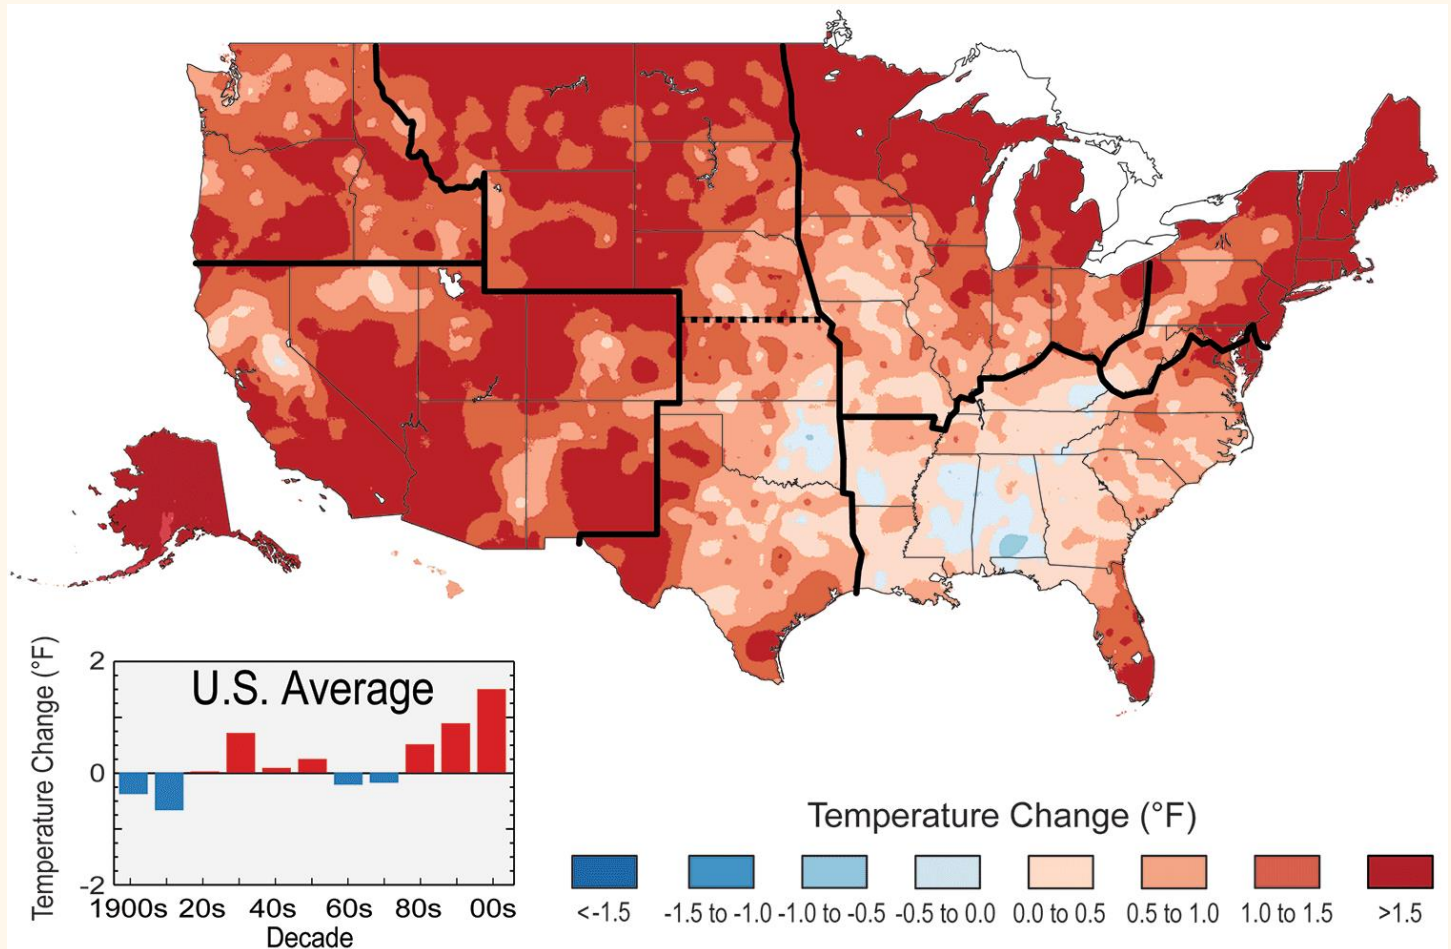 U.S. Average
Temperature Change (°F)
2
0
-2
1900s 20s 40s 60s 80s 00s
Decade
Temperature Change (°F)
<-1.5 -1.5 to -1.0 -1.0 to -0.5 -0.5 to 0.0 0.0 to 0.5 0.5 to 1.0 1.0 to 1.5 >1.5